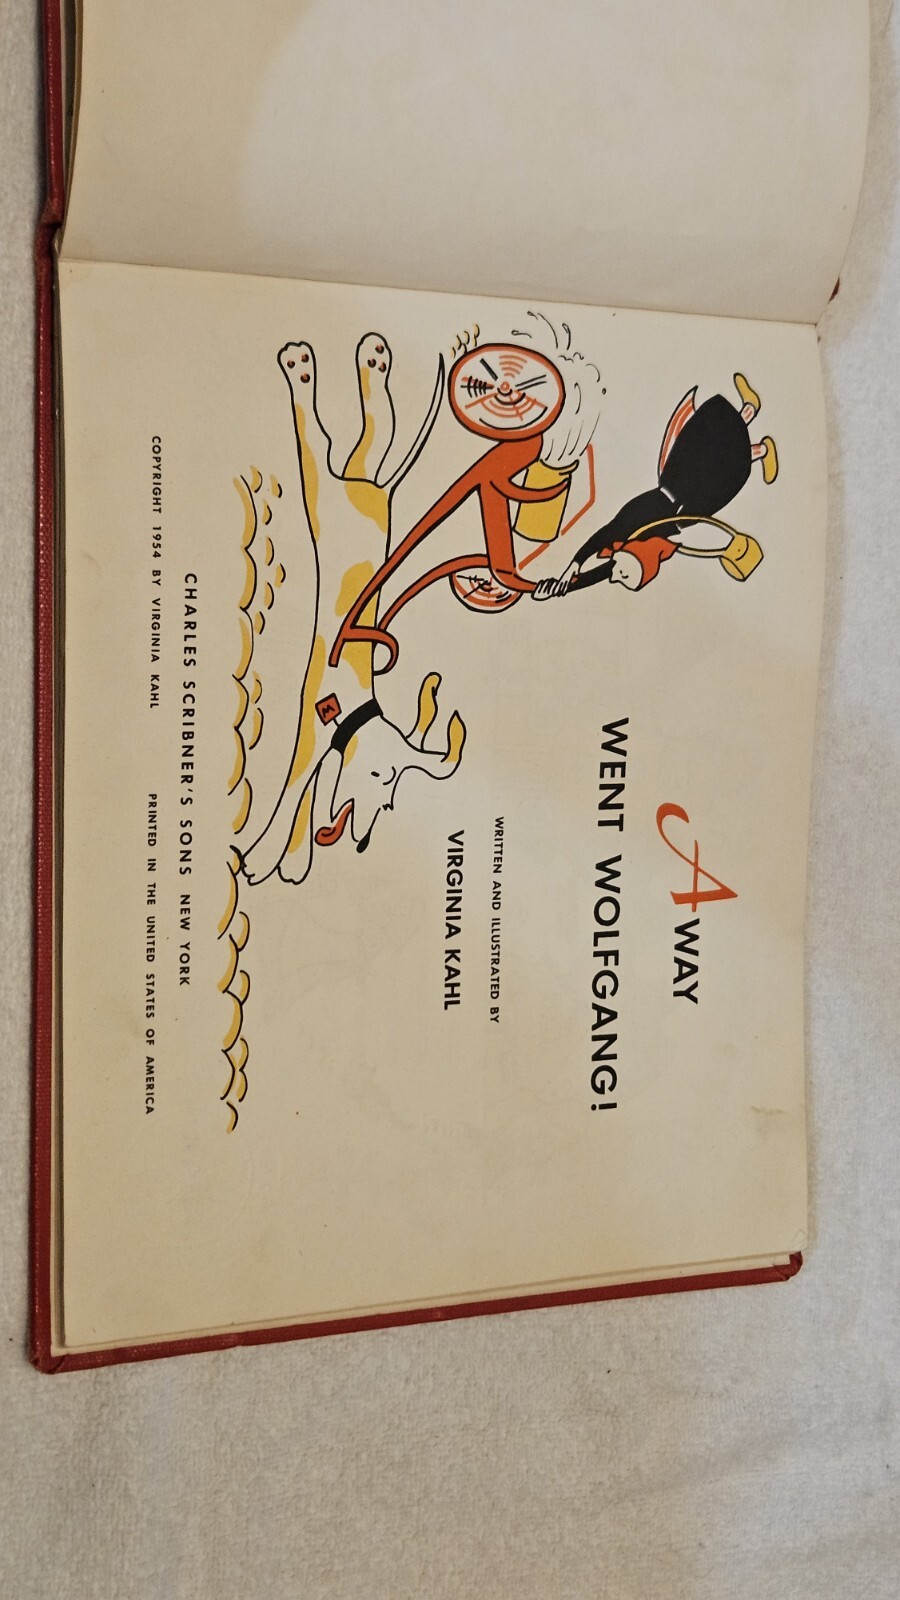 AWAY
WENT WOLFGANG!
WRITTEN AND ILLUSTRATED BY
VIRGINIA KAHL
CHARLES SCRIBNER'S SONS NEW YORK
COPYRIGHT 1954 BY VIRGINIA KAHL PRINTED IN THE UNITED STATES OF AMERICA